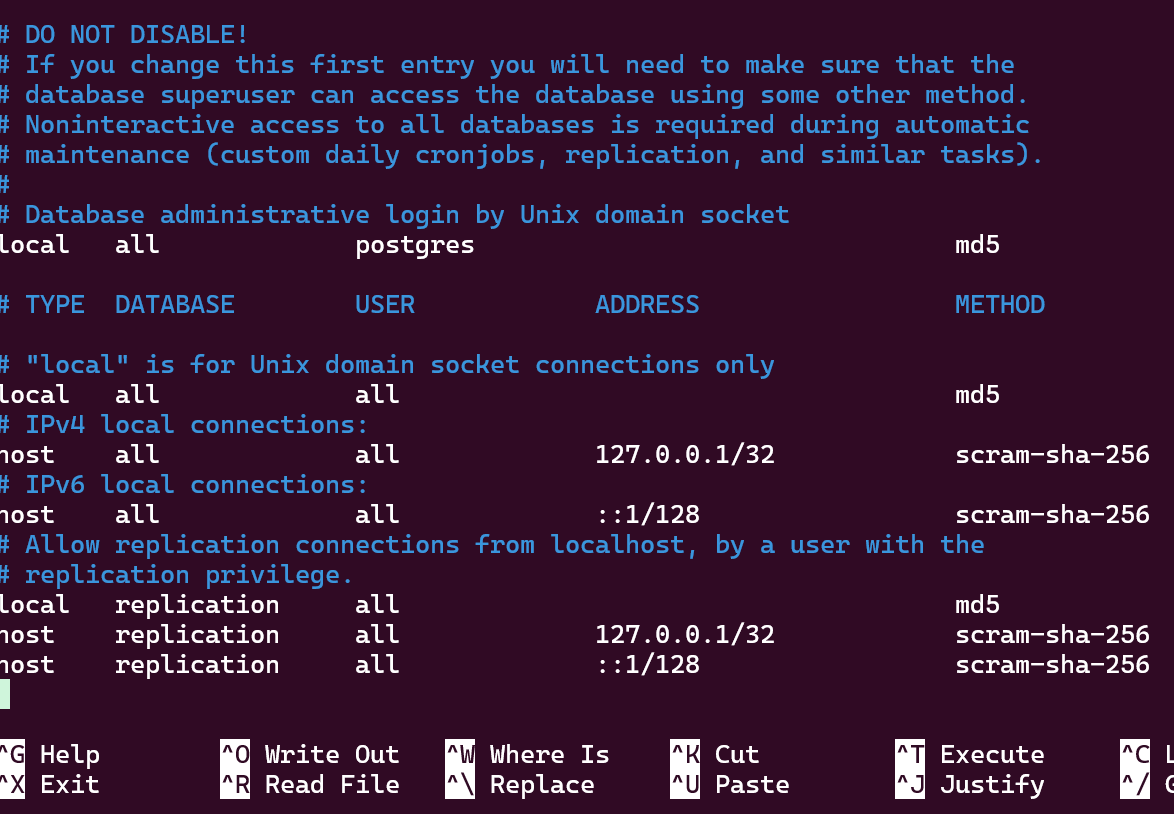 # DO NOT DISABLE!
# If you change this first entry you will need to make sure that the
# database superuser can access the database using some other method.
# Noninteractive access to all databases is required during automatic
# maintenance (custom daily cronjobs, replication, and similar tasks).
#
# Database administrative login by Unix domain socket
local   all             postgres                                md5

# TYPE  DATABASE        USER            ADDRESS                 METHOD

# "local" is for Unix domain socket connections only
local   all             all                                     md5
# IPv4 local connections:
host    all             all             127.0.0.1/32            scram-sha-256
# IPv6 local connections:
host    all             all             ::1/128                 scram-sha-256
# Allow replication connections from localhost, by a user with the
# replication privilege.
local   replication     all                                     md5
host    replication     all             127.0.0.1/32            scram-sha-256
host    replication     all             ::1/128                 scram-sha-256

^G Help        ^O Write Out   ^W Where Is    ^K Cut         ^T Execute     ^C
^X Exit        ^R Read File   ^\ Replace     ^U Paste       ^J Justify     ^/